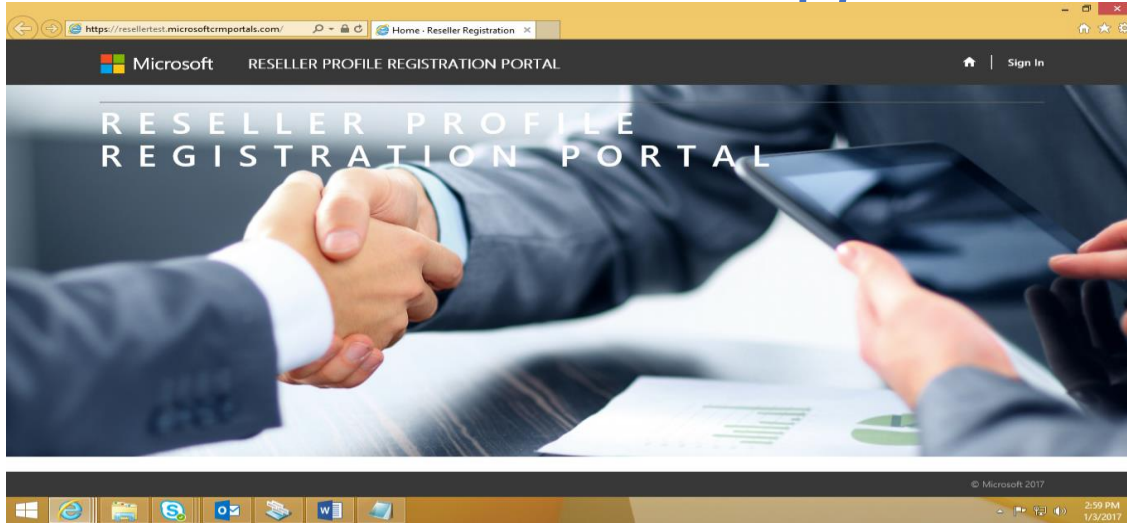 https://resellertest.microsoftcrmportals.com/
Home - Reseller Registration
Microsoft RESELLER PROFILE REGISTRATION PORTAL
Sign In
RESELLER PROFILE
REGISTRATION PORTAL
© Microsoft 2017
2:59 PM
1/3/2017